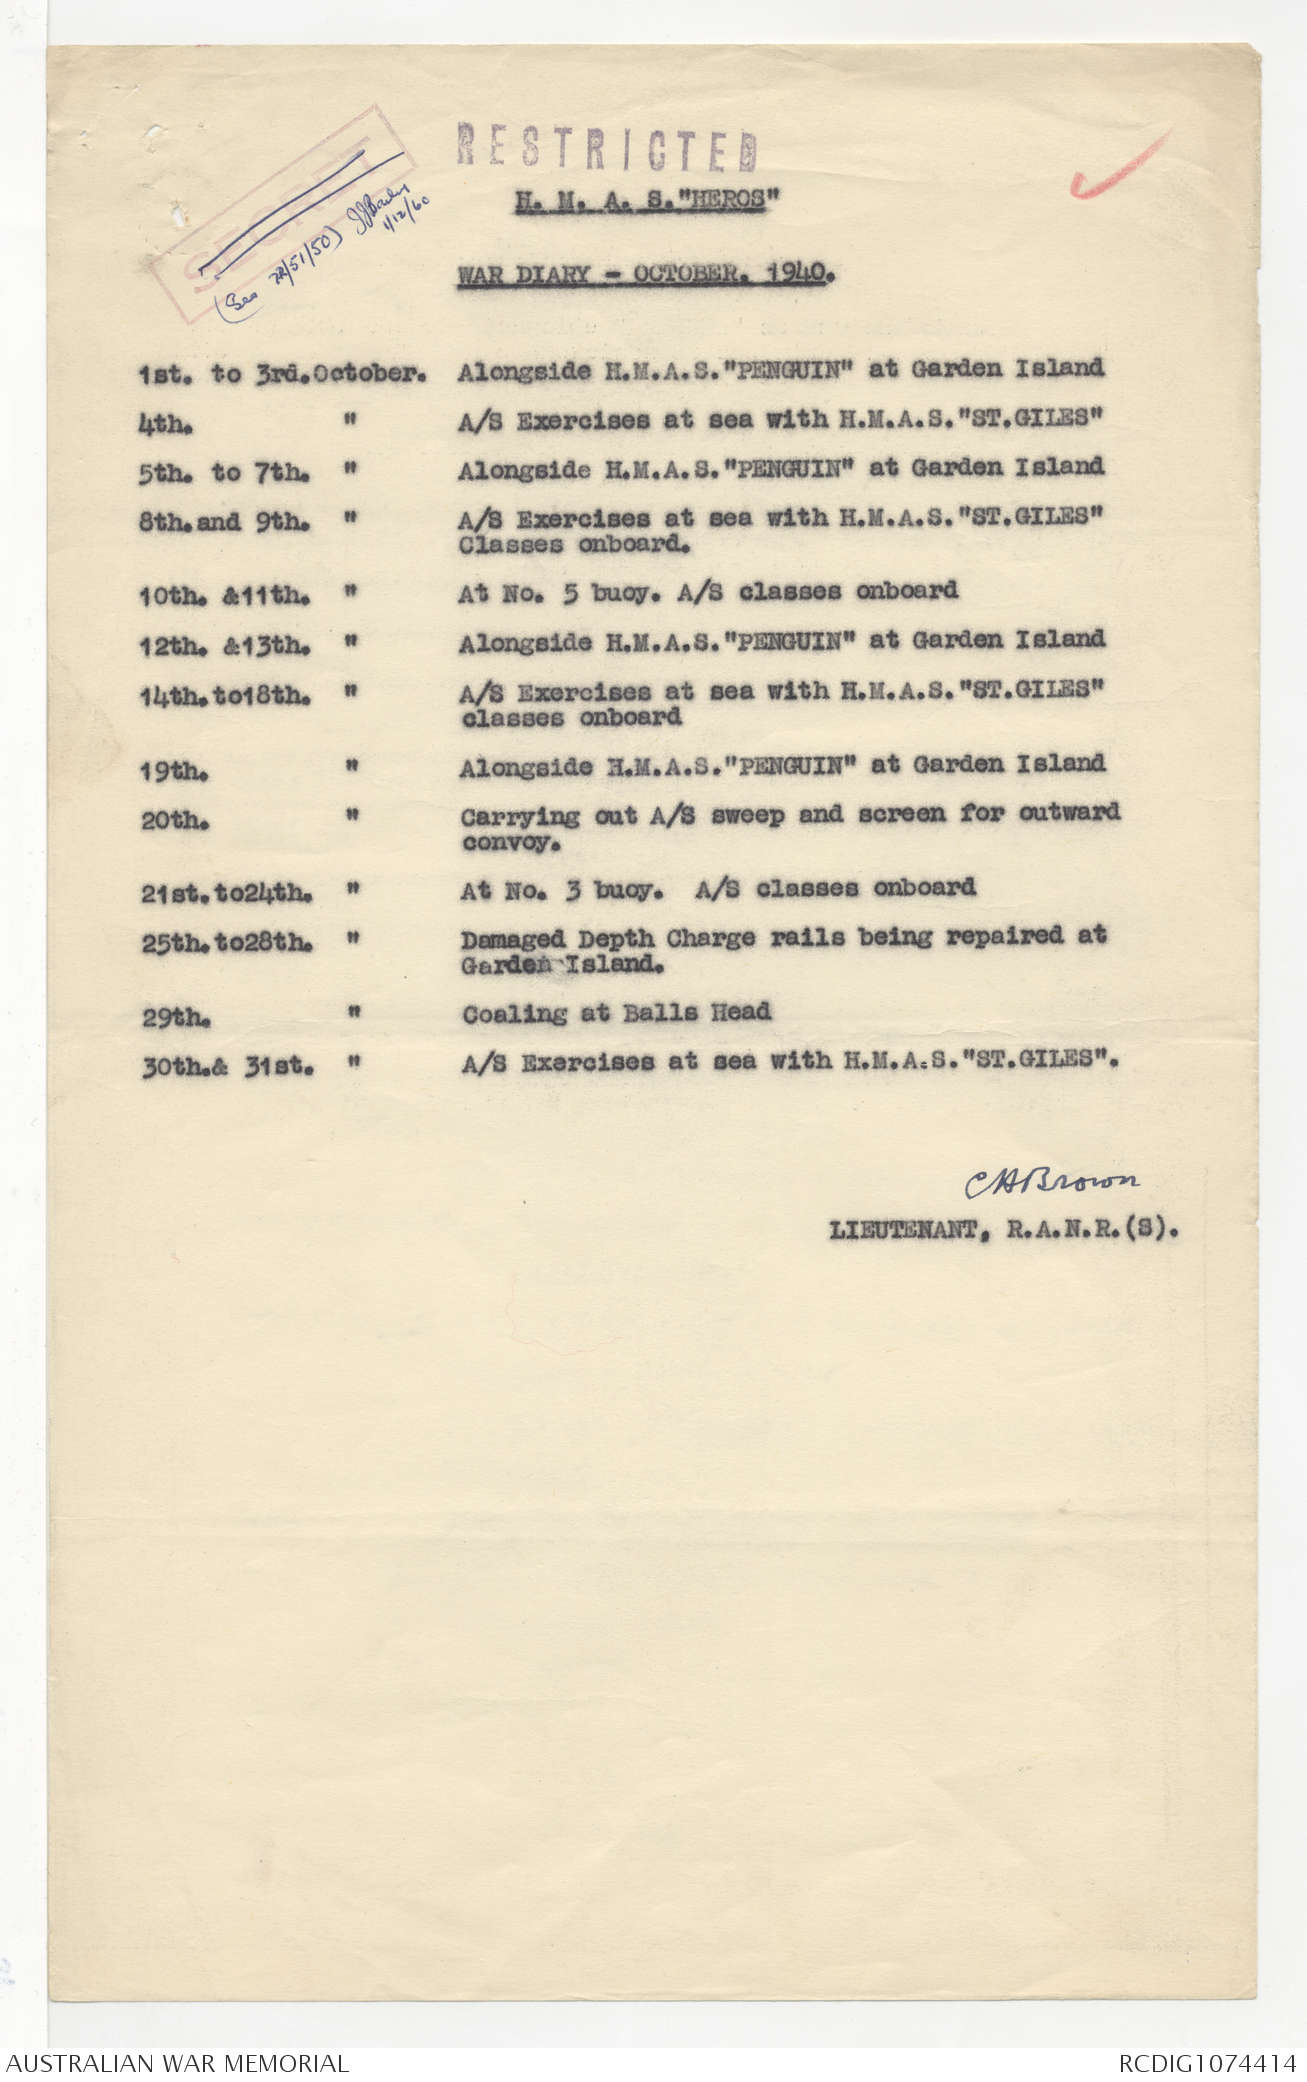 SECRET
(See 78/51/50)
1/12/60
RESTRICTED
H. M. A. S."HEROS"
WAR DIARY - OCTOBER. 1940.
1st. to 3rd.October. Alongside H.M.A.S."PENGUIN" at Garden Island
4th. " A/S Exercises at sea with H.M.A.S."ST.GILES"
5th. to 7th. " Alongside H.M.A.S."PENGUIN" at Garden Island
8th.and 9th. " A/S Exercises at sea with H.M.A.S."ST.GILES"
Classes onboard.
10th. &11th. " At No. 5 buoy. A/S classes onboard
12th. &13th. " Alongside H.M.A.S."PENGUIN" at Garden Island
14th.to18th. " A/S Exercises at sea with H.M.A.S."ST.GILES"
classes onboard
19th. " Alongside H.M.A.S."PENGUIN" at Garden Island
20th. " Carrying out A/S sweep and screen for outward
convoy.
21st.to24th. " At No. 3 buoy. A/S classes onboard
25th.to28th. " Damaged Depth Charge rails being repaired at
Garden Island.
29th. " Coaling at Balls Head
30th.& 31st. " A/S Exercises at sea with H.M.A.S."ST.GILES".
CHBrown
LIEUTENANT, R.A.N.R.(S).
AUSTRALIAN WAR MEMORIAL
RCDIG1074414